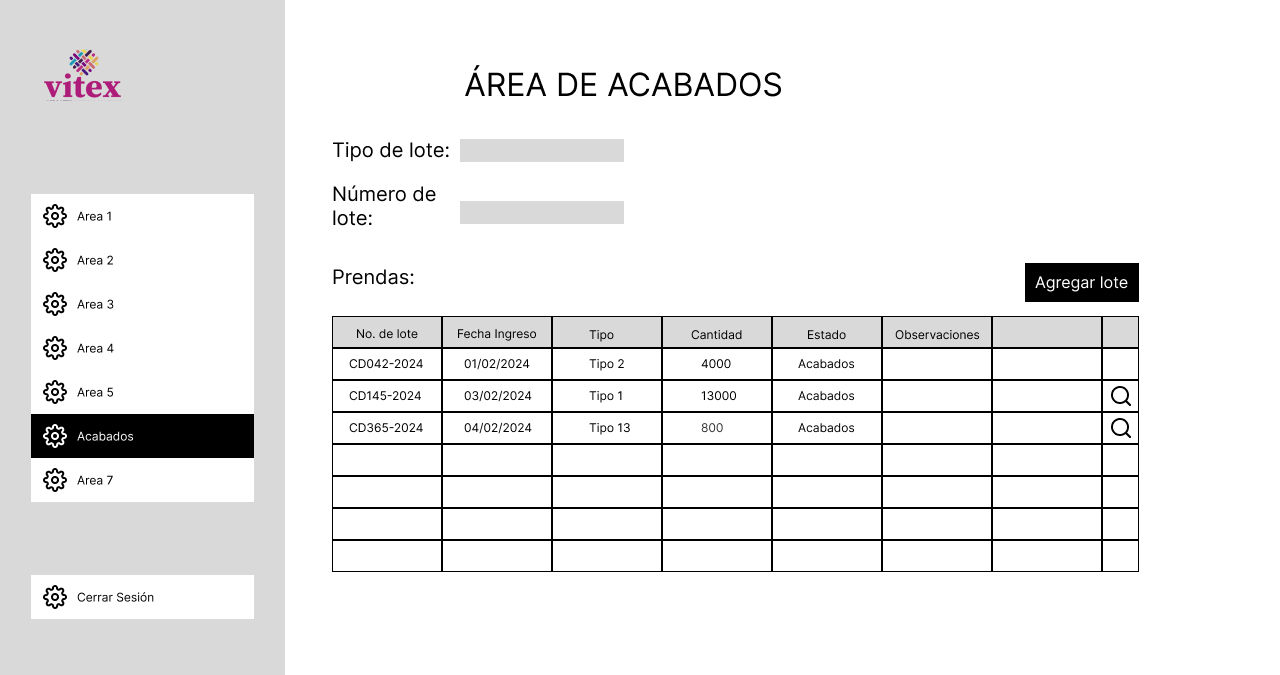 vitex
ÁREA DE ACABADOS
Tipo de lote:
Número de
lote:
Area 1
Area 2
Area 3
Area 4
Area 5
Acabados
Area 7
Cerrar Sesión
Prendas:
Agregar lote
No. de lote Fecha Ingreso Tipo Cantidad Estado Observaciones
CD042-2024 01/02/2024 Tipo 2 4000 Acabados
CD145-2024 03/02/2024 Tipo 1 13000 Acabados
CD365-2024 04/02/2024 Tipo 13 800 Acabados